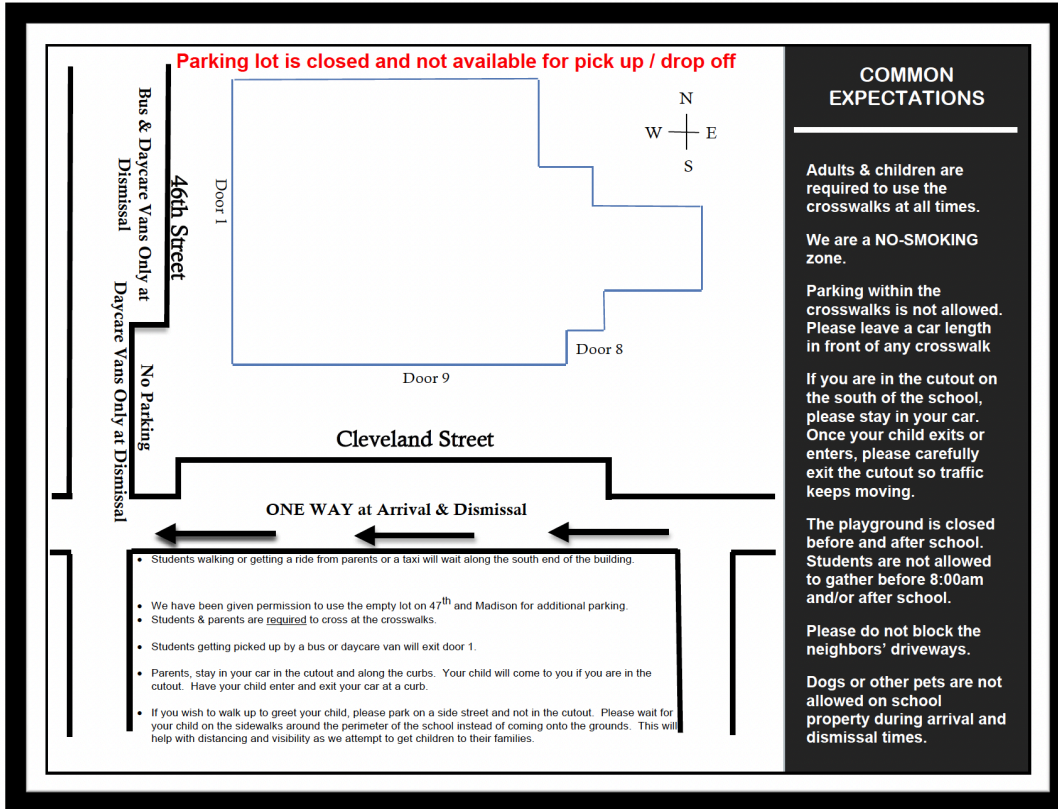 Parking lot is closed and not available for pick up / drop off
N
W
E
S
Bus & Daycare Vans Only at
Dismissal
46th Street
Door 1
Daycare Vans Only at Dismissal
No Parking
Door 8
Door 9
Cleveland Street
ONE WAY at Arrival & Dismissal
• Students walking or getting a ride from parents or a taxi will wait along the south end of the building.
• We have been given permission to use the empty lot on 47th and Madison for additional parking.
• Students & parents are required to cross at the crosswalks.
• Students getting picked up by a bus or daycare van will exit door 1.
• Parents, stay in your car in the cutout and along the curbs. Your child will come to you if you are in the
cutout. Have your child enter and exit your car at a curb.
• If you wish to walk up to greet your child, please park on a side street and not in the cutout. Please wait for
your child on the sidewalks around the perimeter of the school instead of coming onto the grounds. This will
help with distancing and visibility as we attempt to get children to their families.
COMMON
EXPECTATIONS
Adults & children are
required to use the
crosswalks at all times.
We are a NO-SMOKING
zone.
Parking within the
crosswalks is not allowed.
Please leave a car length
in front of any crosswalk
If you are in the cutout on
the south of the school,
please stay in your car.
Once your child exits or
enters, please carefully
exit the cutout so traffic
keeps moving.
The playground is closed
before and after school.
Students are not allowed
to gather before 8:00am
and/or after school.
Please do not block the
neighbors' driveways.
Dogs or other pets are not
allowed on school
property during arrival and
dismissal times.